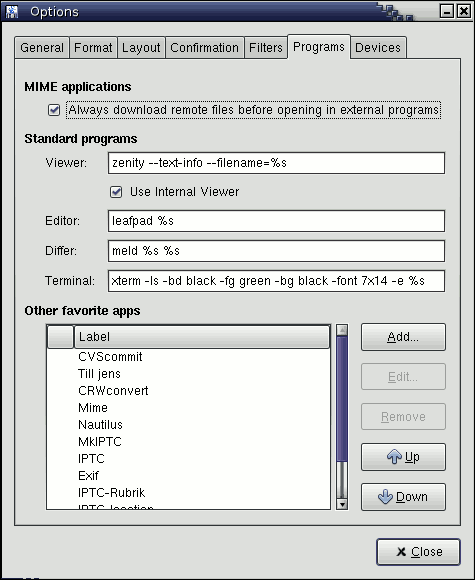 Options
General Format Layout Confirmation Filters Programs Devices
MIME applications
Always download remote files before opening in external programs
Standard programs
Viewer: zenity --text-info --filename=%s
Use Internal Viewer
Editor: leafpad %s
Differ: meld %s %s
Terminal: xterm -ls -bd black -fg green -bg black -font 7x14 -e %s
Other favorite apps
Label
CVScommit
Till jens
CRWconvert
Mime
Nautilus
MkIPTC
IPTC
Exif
IPTC-Rubrik
IPTC-location
Add...
Edit...
Remove
Up
Down
Close